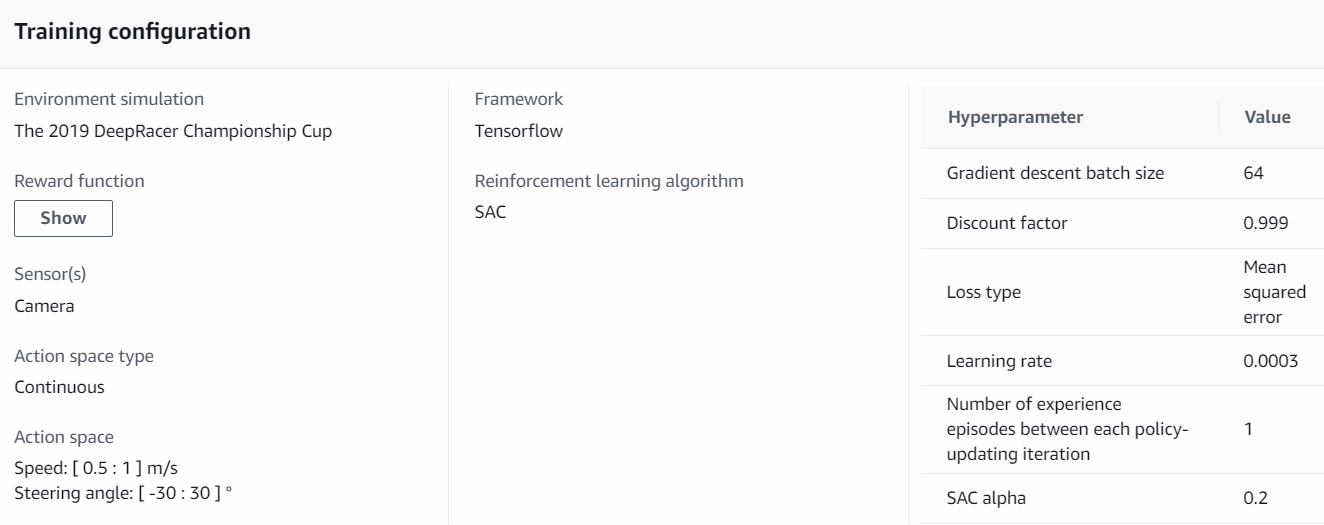 Training configuration
Environment simulation
The 2019 DeepRacer Championship Cup
Reward function
Show
Sensor(s)
Camera
Action space type
Continuous
Action space
Speed: [ 0.5 : 1 ] m/s
Steering angle: [ -30 : 30 ] °
Framework
Tensorflow
Reinforcement learning algorithm
SAC
Hyperparameter Value
Gradient descent batch size 64
Discount factor 0.999
Loss type Mean
squared
error
Learning rate 0.0003
Number of experience
episodes between each policy- 1
updating iteration
SAC alpha 0.2